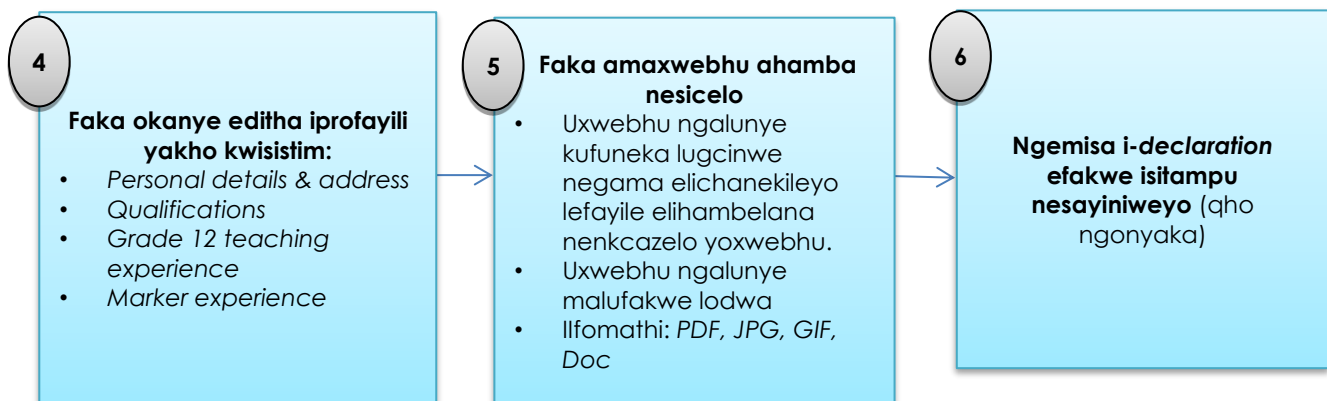 4
Faka okanye editha iprofayili
yakho kwisistim:
• Personal details & address
• Qualifications
• Grade 12 teaching
experience
• Marker experience
5
Faka amaxwebhu ahamba
nesicelo
• Uxwebhu ngalunye
kufuneka lugcinwe
negama elichanekileyo
lefayile elihambelana
nenkcazelo yoxwebhu.
• Uxwebhu ngalunye
malufakwe lodwa
• Ilfomathi: PDF, JPG, GIF,
Doc
6
Ngemisa i-declaration
efakwe isitampu
nesayiniweyo (qho
ngonyaka)